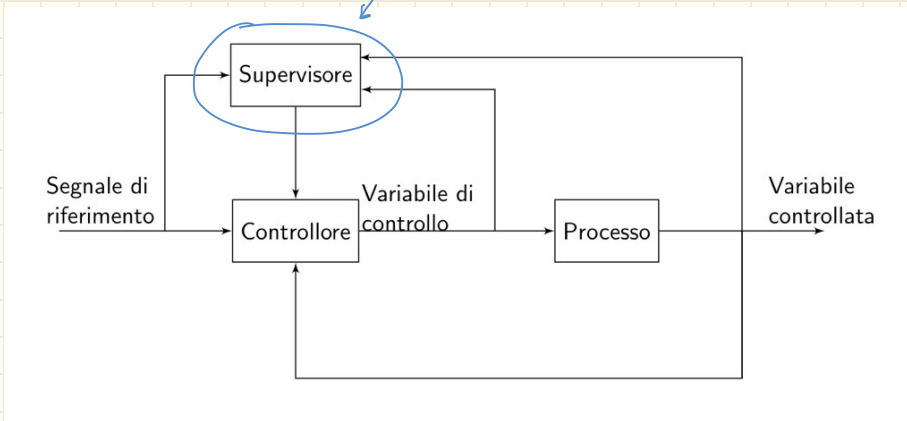 Supervisore
Segnale di
riferimento
Controllore
Variabile di
controllo
Processo
Variabile
controllata